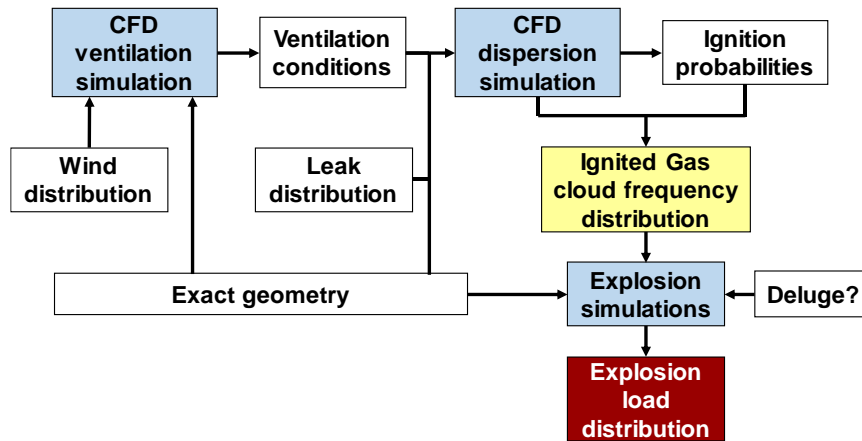 CFD
ventilation
simulation
Ventilation
conditions
CFD
dispersion
simulation
Ignition
probabilities
Wind
distribution
Leak
distribution
Ignited Gas
cloud frequency
distribution
Exact geometry
Explosion
simulations
Deluge?
Explosion
load
distribution